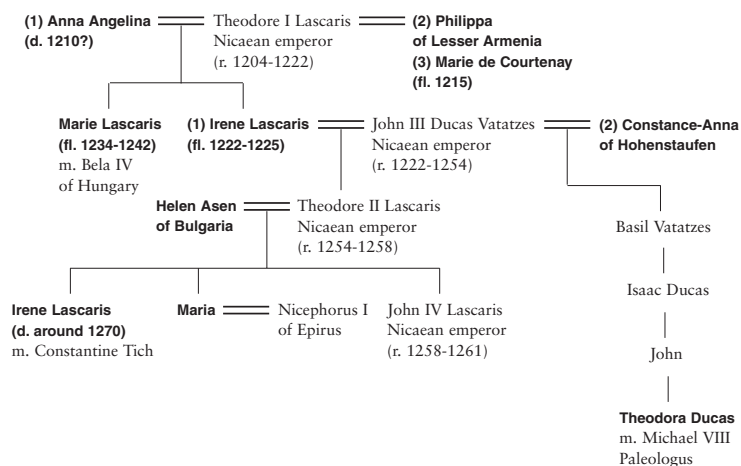 (1) Anna Angelina
(d. 1210?)
Theodore I Lascaris
Nicaean emperor
(r. 1204-1222)
(2) Philippa
of Lesser Armenia
(3) Marie de Courtenay
(fl. 1215)
Marie Lascaris
(fl. 1234-1242)
m. Bela IV
of Hungary
(1) Irene Lascaris
(fl. 1222-1225)
John III Ducas Vatatzes
Nicaean emperor
(r. 1222-1254)
(2) Constance-Anna
of Hohenstaufen
Helen Asen
of Bulgaria
Theodore II Lascaris
Nicaean emperor
(r. 1254-1258)
Basil Vatatzes
Isaac Ducas
John
Theodora Ducas
m. Michael VIII
Paleologus
Irene Lascaris
(d. around 1270)
m. Constantine Tich
Maria
Nicephorus I
of Epirus
John IV Lascaris
Nicaean emperor
(r. 1258-1261)